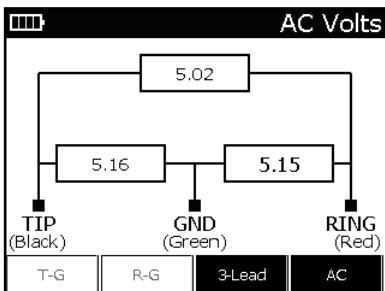 AC Volts
5.02
5.16 5.15
TIP GND RING
(Black) (Green) (Red)
T-G R-G 3-Lead AC